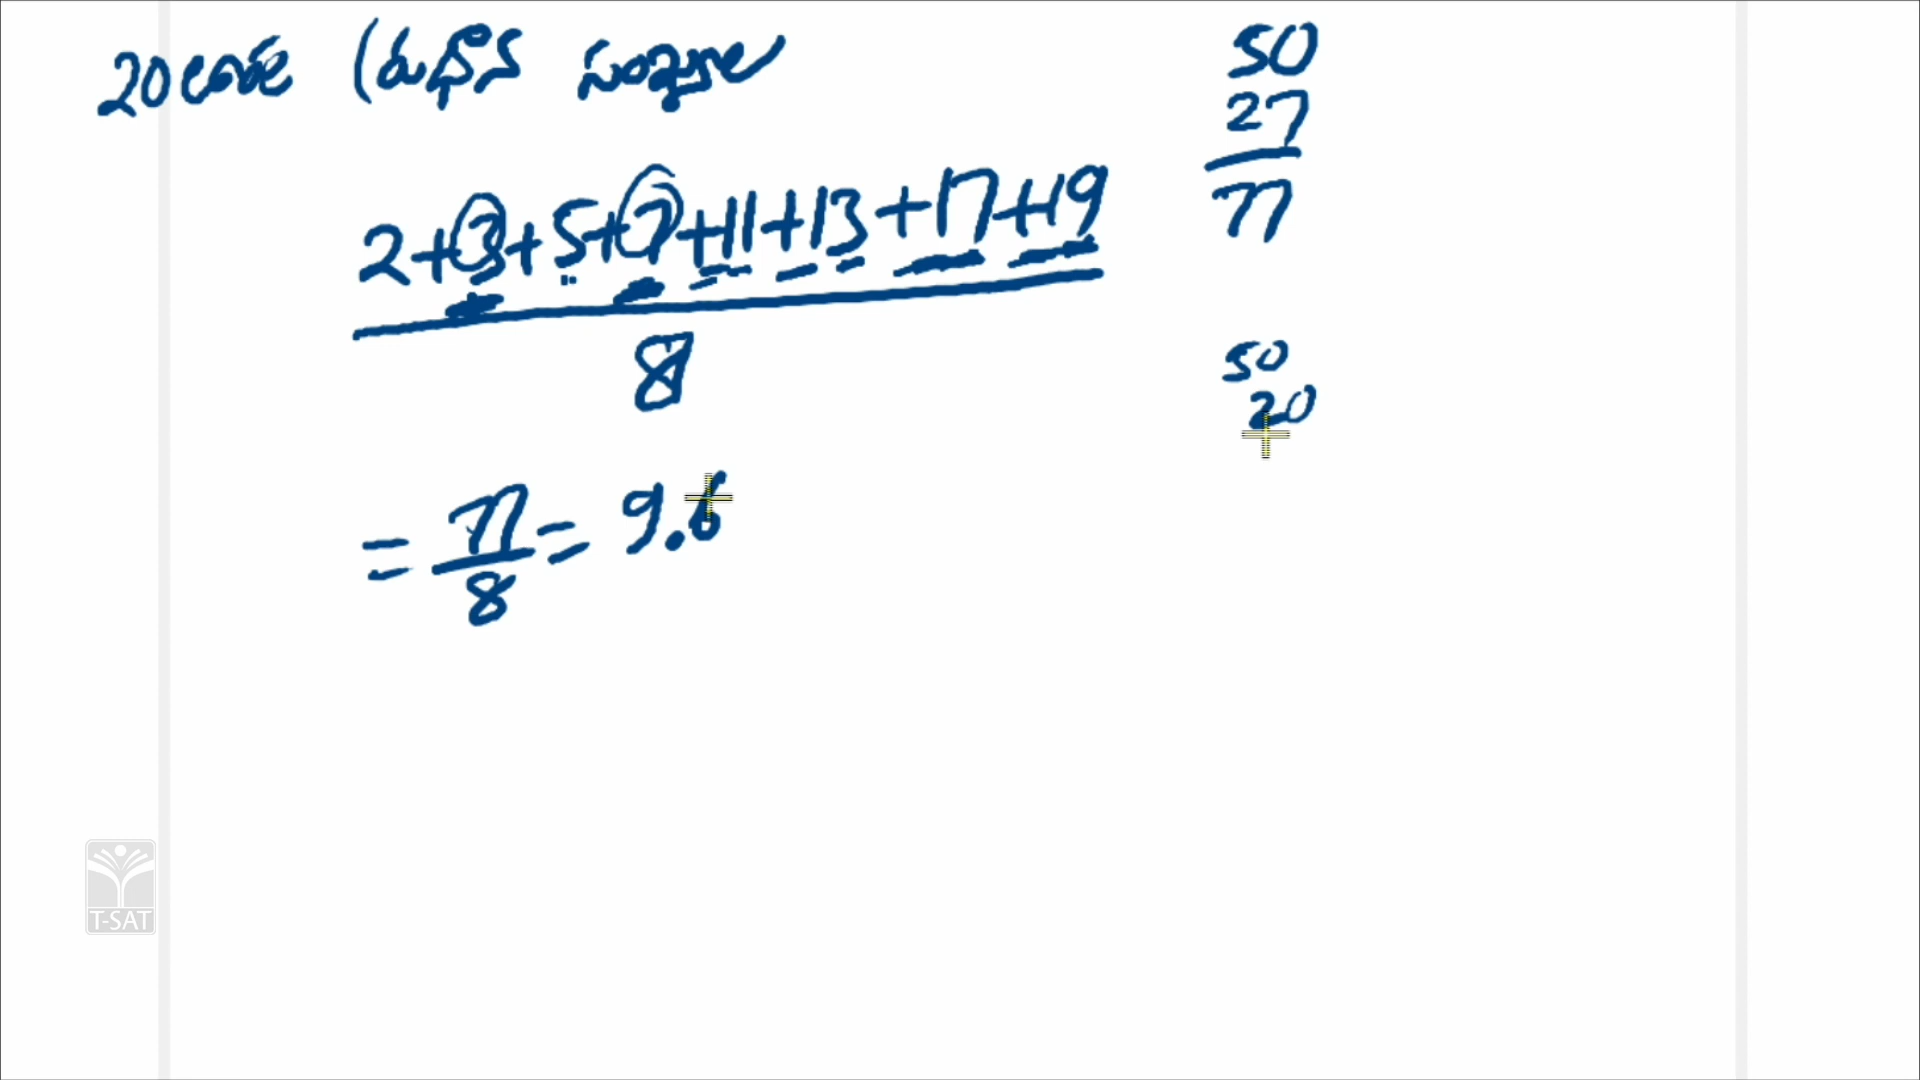 20లోపు ప్రధాన సంఖ్యల
50
27
77
2+3+5+7+11+13+17+19
8
50
20
= 77/8 = 9.6
T-SAT